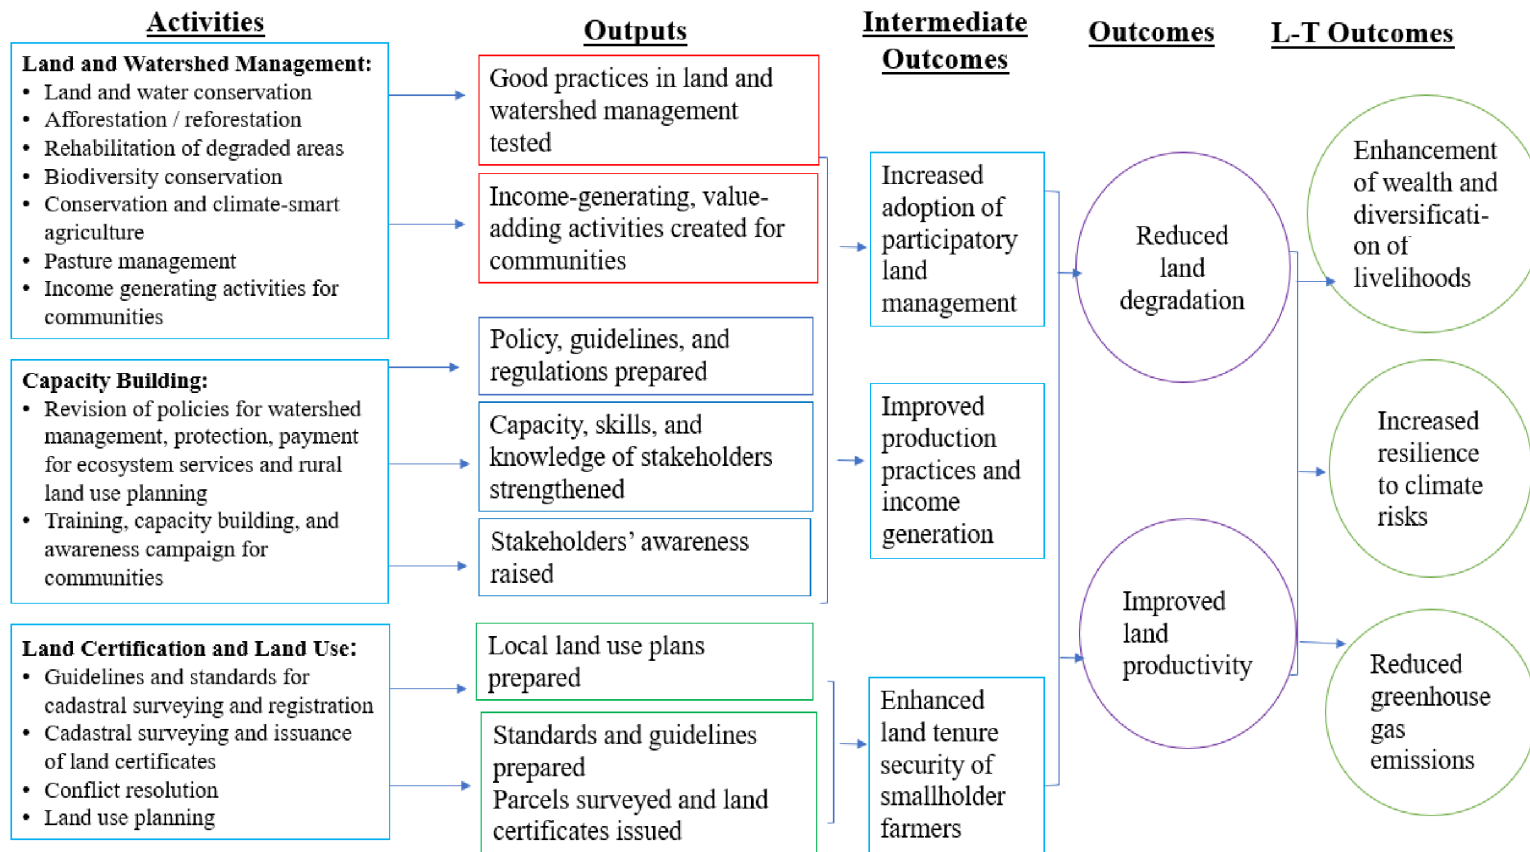 Activities
Land and Watershed Management:
• Land and water conservation
• Afforestation / reforestation
• Rehabilitation of degraded areas
• Biodiversity conservation
• Conservation and climate-smart
agriculture
• Pasture management
• Income generating activities for
communities
Capacity Building:
• Revision of policies for watershed
management, protection, payment
for ecosystem services and rural
land use planning
• Training, capacity building, and
awareness campaign for
communities
Land Certification and Land Use:
• Guidelines and standards for
cadastral surveying and registration
• Cadastral surveying and issuance
of land certificates
• Conflict resolution
• Land use planning
Outputs
Good practices in land and
watershed management
tested
Income-generating, value-
adding activities created for
communities
Policy, guidelines, and
regulations prepared
Capacity, skills, and
knowledge of stakeholders
strengthened
Stakeholders’ awareness
raised
Local land use plans
prepared
Standards and guidelines
prepared
Parcels surveyed and land
certificates issued
Intermediate
Outcomes
Increased
adoption of
participatory
land
management
Improved
production
practices and
income
generation
Enhanced
land tenure
security of
smallholder
farmers
Outcomes
Reduced
land
degradation
Improved
land
productivity
L-T Outcomes
Enhancement
of wealth and
diversificati-
on of
livelihoods
Increased
resilience
to climate
risks
Reduced
greenhouse
gas
emissions